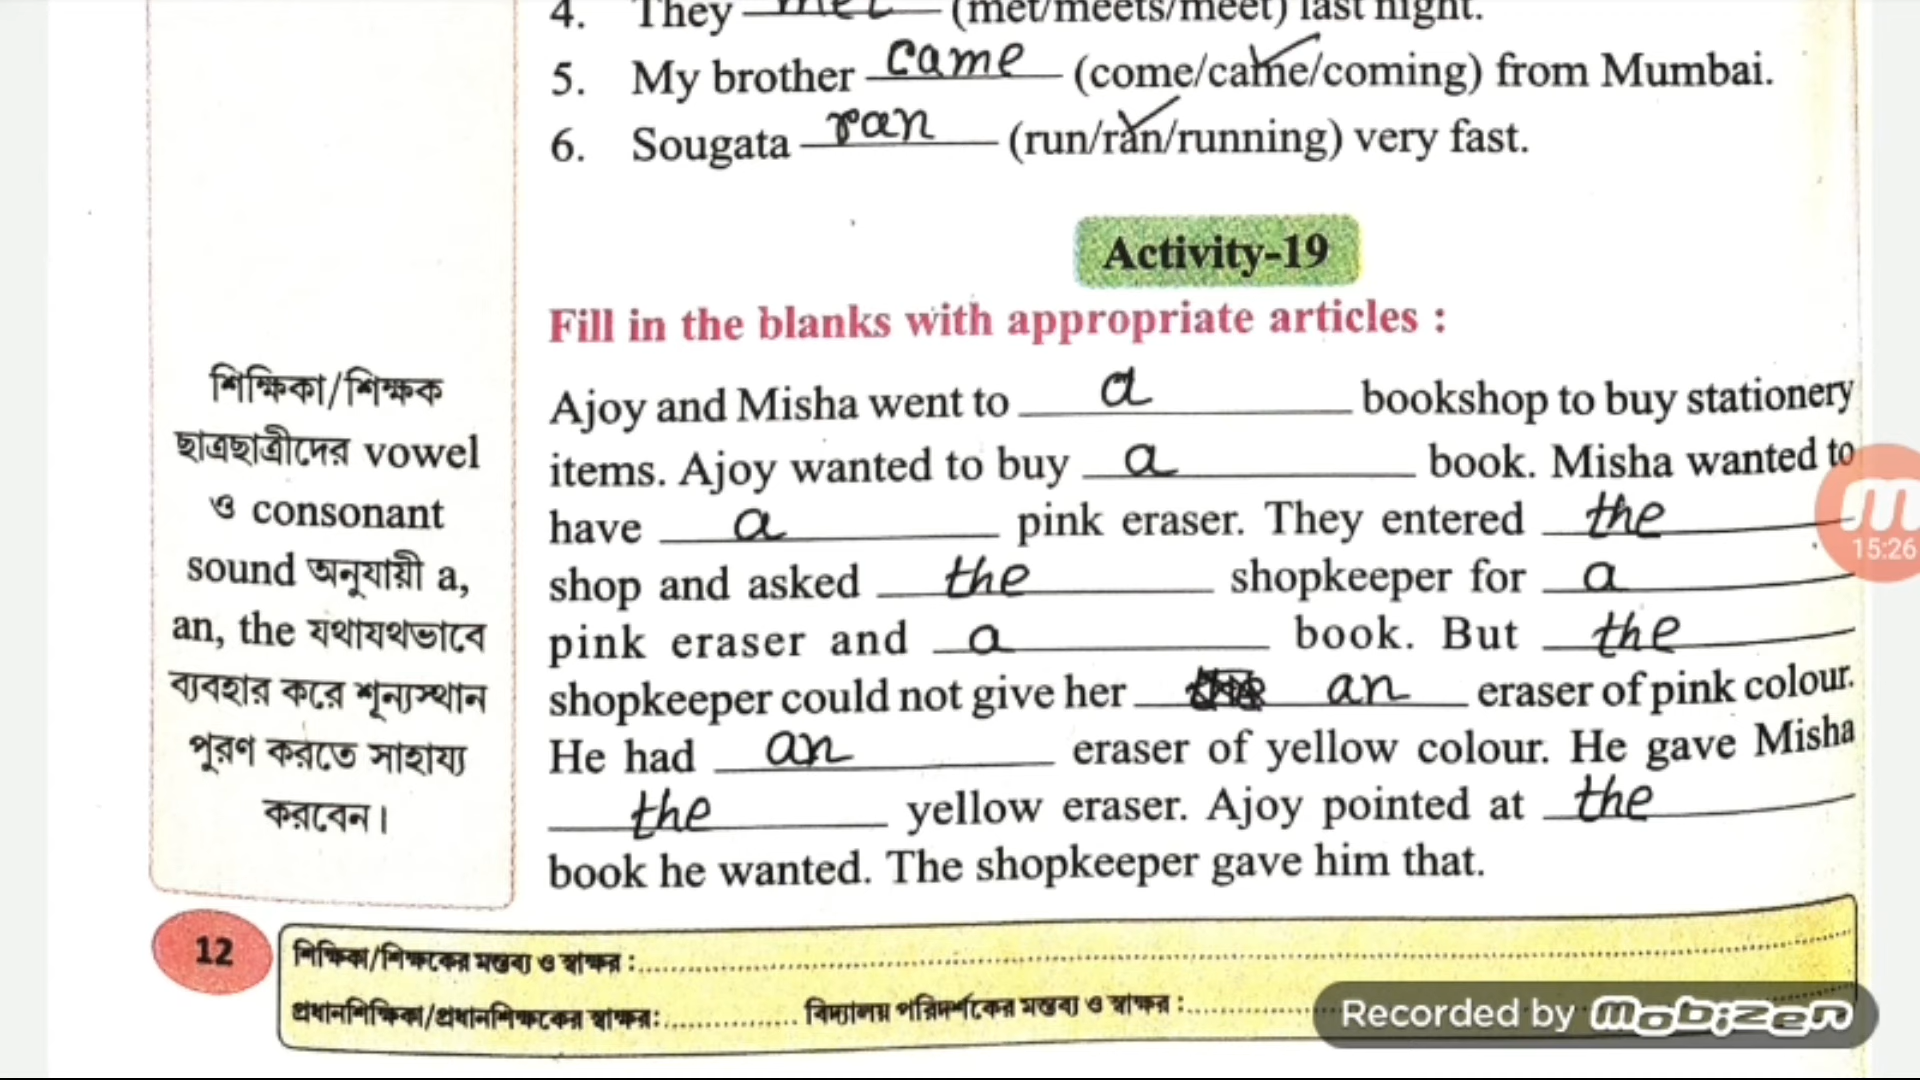 4. They met (met/meets/meet) last night.
5. My brother came (come/came/coming) from Mumbai.
6. Sougata ran (run/ran/running) very fast.
Activity-19
Fill in the blanks with appropriate articles :
Ajoy and Misha went to a bookshop to buy stationery
items. Ajoy wanted to buy a book. Misha wanted to
have a pink eraser. They entered the
shop and asked the shopkeeper for a
pink eraser and a book. But the
shopkeeper could not give her an eraser of pink colour.
He had an eraser of yellow colour. He gave Misha
the yellow eraser. Ajoy pointed at the
book he wanted. The shopkeeper gave him that.
শিক্ষিকা/শিক্ষক
ছাত্রছাত্রীদের vowel
ও consonant
sound অনুযায়ী a,
an, the যথাযথভাবে
ব্যবহার করে শূন্যস্থান
পূরণ করতে সাহায্য
করবেন।
15:26
12
শিক্ষিকা/শিক্ষকের মন্তব্য ও স্বাক্ষর :
প্রধানশিক্ষিকা/প্রধানশিক্ষকের স্বাক্ষর: বিদ্যালয় পরিদর্শকের মন্তব্য ও স্বাক্ষর :
Recorded by mobizen